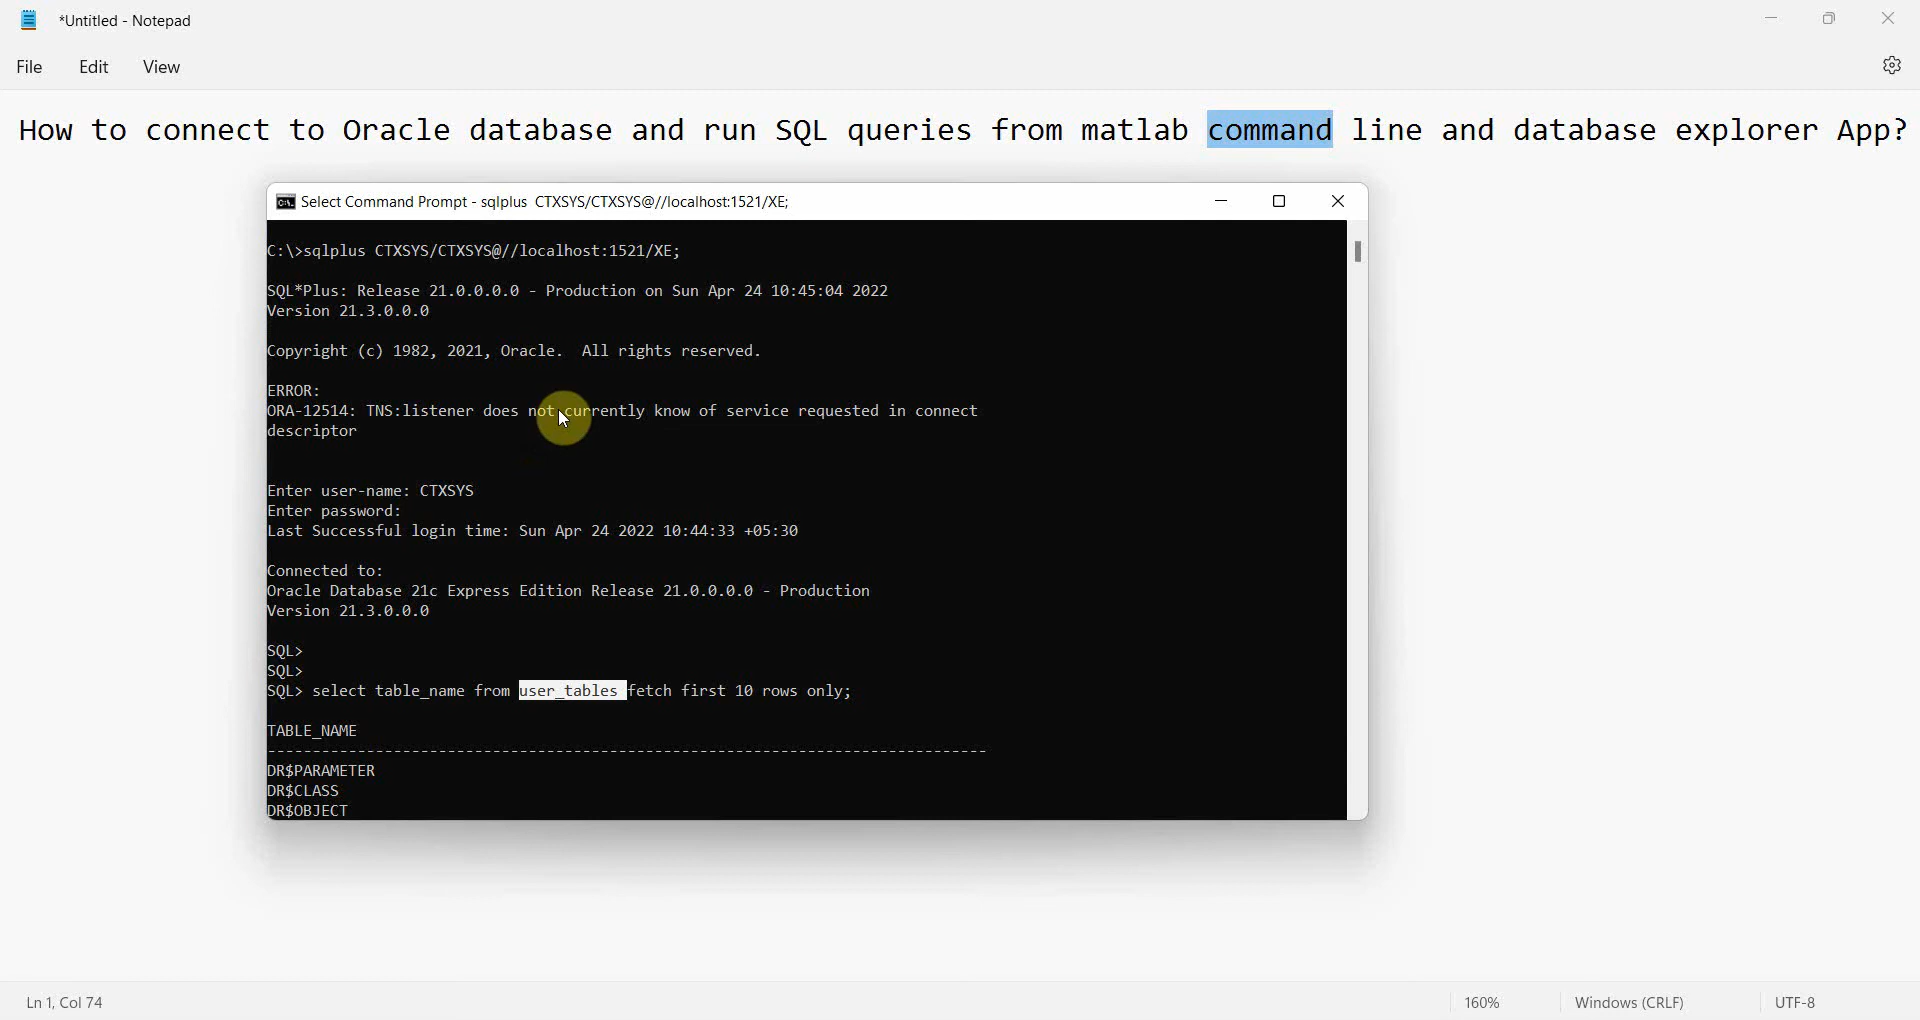 *Untitled - Notepad
File Edit View
How to connect to Oracle database and run SQL queries from matlab command line and database explorer App?
Select Command Prompt - sqlplus CTXSYS/CTXSYS@//localhost:1521/XE;
C:\>sqlplus CTXSYS/CTXSYS@//localhost:1521/XE;
SQL*Plus: Release 21.0.0.0.0 - Production on Sun Apr 24 10:45:04 2022
Version 21.3.0.0.0
Copyright (c) 1982, 2021, Oracle.  All rights reserved.
ERROR:
ORA-12514: TNS:listener does not currently know of service requested in connect
descriptor
Enter user-name: CTXSYS
Enter password:
Last Successful login time: Sun Apr 24 2022 10:44:33 +05:30
Connected to:
Oracle Database 21c Express Edition Release 21.0.0.0.0 - Production
Version 21.3.0.0.0
SQL>
SQL>
SQL> select table_name from user_tables fetch first 10 rows only;
TABLE_NAME
--------------------------------------------------------------------------------
DR$PARAMETER
DR$CLASS
DR$OBJECT
Ln 1, Col 74 160% Windows (CRLF) UTF-8